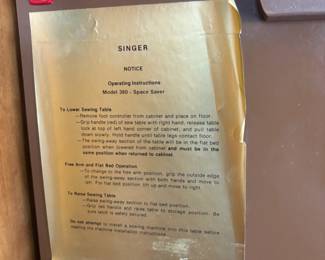 SINGER
NOTICE
Operating Instructions
Model 380 - Space Saver
To Lower Sewing Table
—Remove foot controller from cabinet and place on floor.
—Grip handle (red) of sew table with right hand, release table
lock at top of left hand corner of cabinet, and pull table
down slowly. Hold handle until table legs contact floor.
—The swing-away section of the table will be in the flat bed
position when lowered from cabinet and must be in the
same position when returned to cabinet.
Free Arm and Flat Bed Operation
—To change to the free arm position, grip the outside edge
of the swing-away section with both hands and move to
For flat bed position lift up and move to right.
To Raise Sewing Table
—Raise swing-away section to flat bed position.
—Grip red handle and raise table to storage position. Be
sure latch is safely secured.
Do not attempt to install a sewing machine into this table before
reading the machine installation instructions.